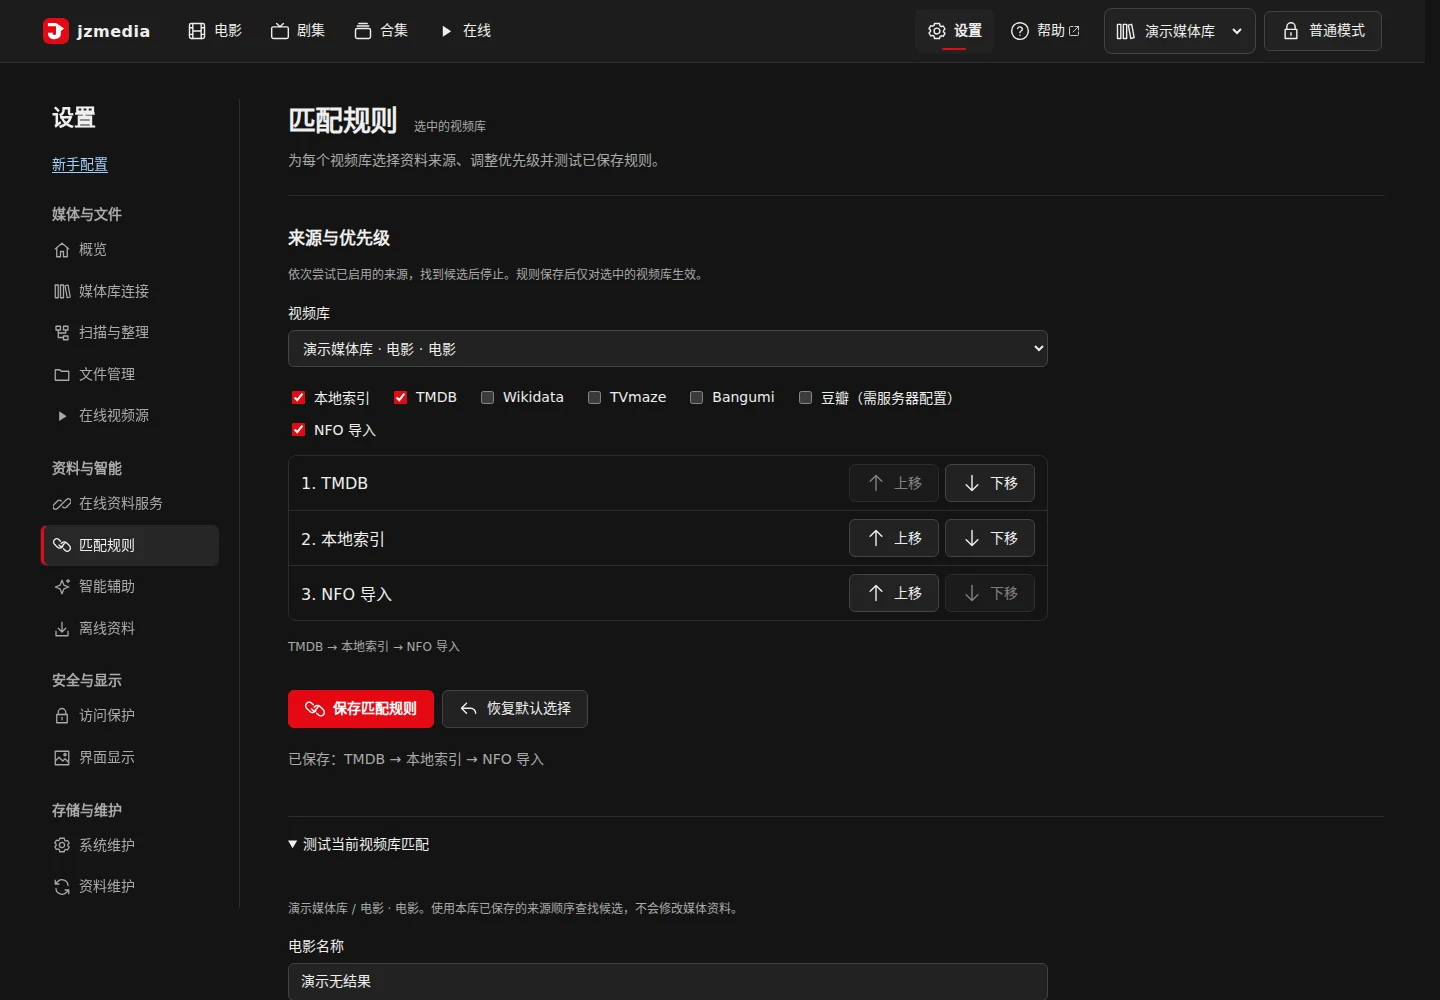 jzmedia 电影 剧集 合集 在线 设置 帮助 演示媒体库 普通模式
设置
新手配置
媒体与文件
概览
媒体库连接
扫描与整理
文件管理
在线视频源
资料与智能
在线资料服务
匹配规则
智能辅助
离线资料
安全与显示
访问保护
界面显示
存储与维护
系统维护
资料维护
匹配规则 选中的视频库
为每个视频库选择资料来源、调整优先级并测试已保存规则。
来源与优先级
依次尝试已启用的来源，找到候选后停止。规则保存后仅对选中的视频库生效。
视频库
演示媒体库 · 电影 · 电影
本地索引 TMDB Wikidata TVmaze Bangumi 豆瓣（需服务器配置）
NFO 导入
1. TMDB 上移 下移
2. 本地索引 上移 下移
3. NFO 导入 上移 下移
TMDB → 本地索引 → NFO 导入
保存匹配规则 恢复默认选择
已保存：TMDB → 本地索引 → NFO 导入
测试当前视频库匹配
演示媒体库 / 电影 · 电影。使用本库已保存的来源顺序查找候选，不会修改媒体资料。
电影名称
演示无结果